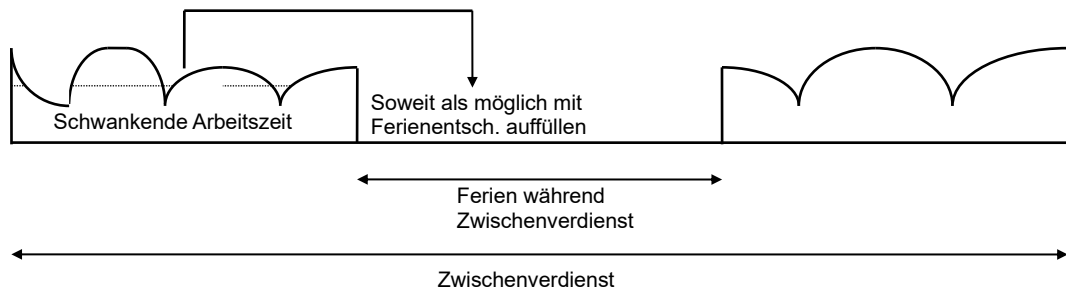 Soweit als möglich mit
Ferienentsch. auffüllen
Schwankende Arbeitszeit
Ferien während
Zwischenverdienst
Zwischenverdienst